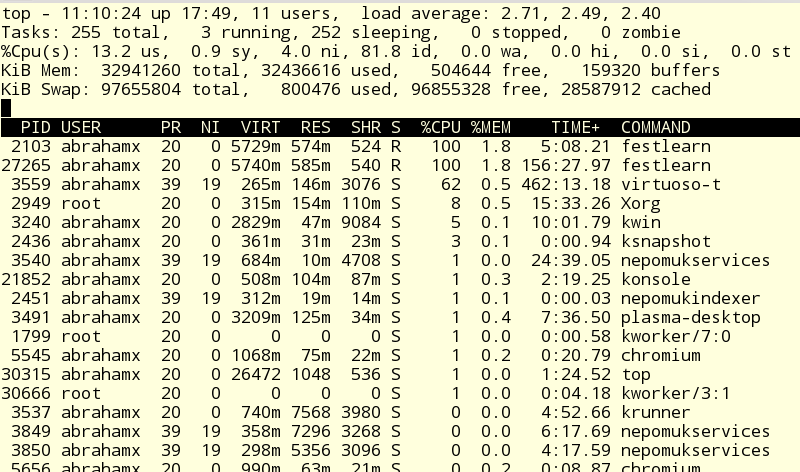 top - 11:10:24 up 17:49, 11 users,  load average: 2.71, 2.49, 2.40
Tasks: 255 total,   3 running, 252 sleeping,   0 stopped,   0 zombie
%Cpu(s): 13.2 us,  0.9 sy,  4.0 ni, 81.8 id,  0.0 wa,  0.0 hi,  0.0 si,  0.0 st
KiB Mem:  32941260 total, 32436616 used,   504644 free,   159320 buffers
KiB Swap: 97655804 total,   800476 used, 96855328 free, 28587912 cached
PID USER      PR  NI  VIRT  RES  SHR S  %CPU %MEM    TIME+  COMMAND
2103 abrahamx  20   0 5729m 574m  524 R   100  1.8   5:08.21 festlearn
27265 abrahamx  20   0 5740m 585m  540 R   100  1.8 156:27.97 festlearn
3559 abrahamx  39  19  265m 146m 3076 S    62  0.5 462:13.18 virtuoso-t
2949 root      20   0  315m 154m 110m S     8  0.5  15:33.26 Xorg
3240 abrahamx  20   0 2829m  47m 9084 S     5  0.1  10:01.79 kwin
2436 abrahamx  20   0  361m  31m  23m S     3  0.1   0:00.94 ksnapshot
3540 abrahamx  39  19  684m  10m 4708 S     1  0.0  24:39.05 nepomukservices
21852 abrahamx  20   0  508m 104m  87m S     1  0.3   2:19.25 konsole
2451 abrahamx  39  19  312m  19m  14m S     1  0.1   0:00.03 nepomukindexer
3491 abrahamx  20   0 3209m 125m  34m S     1  0.4   7:36.50 plasma-desktop
1799 root      20   0     0    0    0 S     1  0.0   0:00.58 kworker/7:0
5545 abrahamx  20   0 1068m  75m  22m S     1  0.2   0:20.79 chromium
30315 abrahamx  20   0 26472 1048  536 S     1  0.0   1:24.52 top
30666 root      20   0     0    0    0 S     1  0.0   0:04.18 kworker/3:1
3537 abrahamx  20   0  740m 7568 3980 S     0  0.0   4:52.66 krunner
3849 abrahamx  39  19  358m 7296 3268 S     0  0.0   6:17.69 nepomukservices
3850 abrahamx  39  19  298m 5356 3096 S     0  0.0   4:17.59 nepomukservices
5656 abrahamx  20   0  990m  63m  21m S     0  0.2   0:08.87 chromium